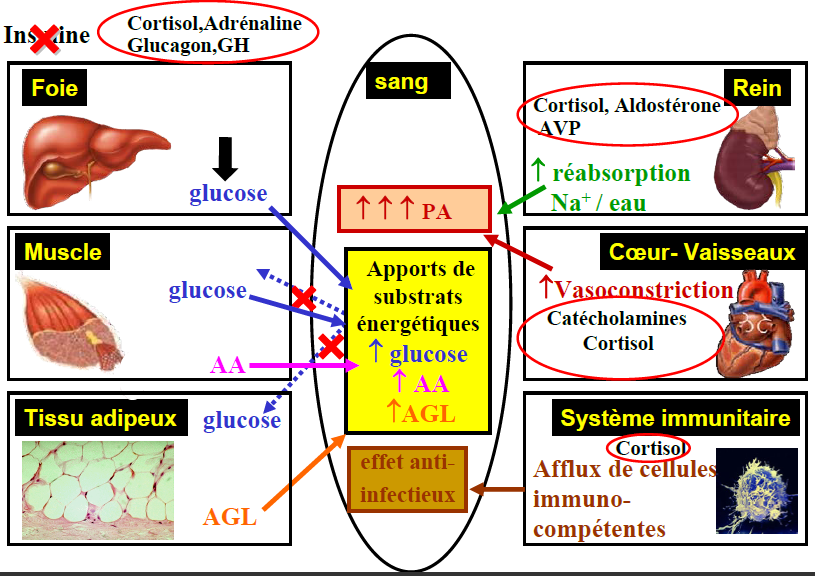 Insuline
Cortisol,Adrénaline
Glucagon,GH
Foie
glucose
Muscle
glucose
AA
Tissu adipeux
glucose
AGL
sang
↑ ↑ ↑ PA
Apports de
substrats
énergétiques
↑ glucose
↑ AA
↑AGL
effet anti-
infectieux
Rein
Cortisol, Aldostérone
AVP
↑ réabsorption
Na⁺ / eau
Cœur- Vaisseaux
↑Vasoconstriction
Catécholamines
Cortisol
Système immunitaire
Cortisol
Afflux de cellules
immuno-
compétentes